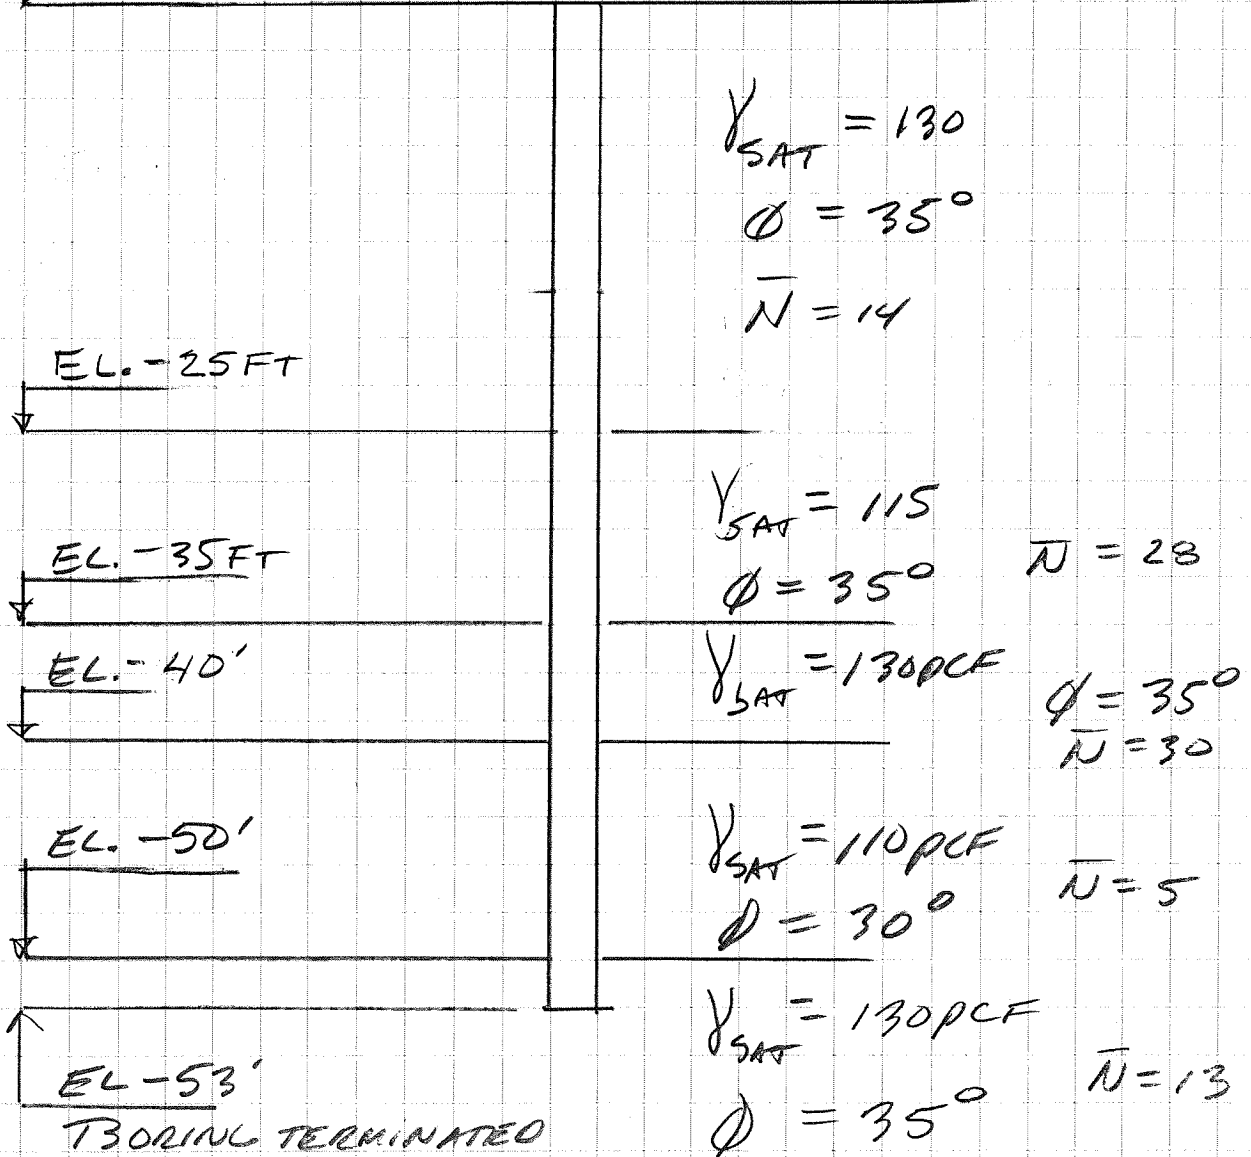 γSAT = 130
φ = 35°
N̅ = 14
EL. -25 FT
γSAT = 115
EL. -35 FT
N̅ = 28
φ = 35°
EL. - 40'
γSAT = 130 PCF
φ = 35°
N̅ = 30
EL. -50'
γSAT = 110 PCF
N̅ = 5
φ = 30°
γSAT = 130 PCF
EL -53'
N̅ = 13
BORING TERMINATED
φ = 35°